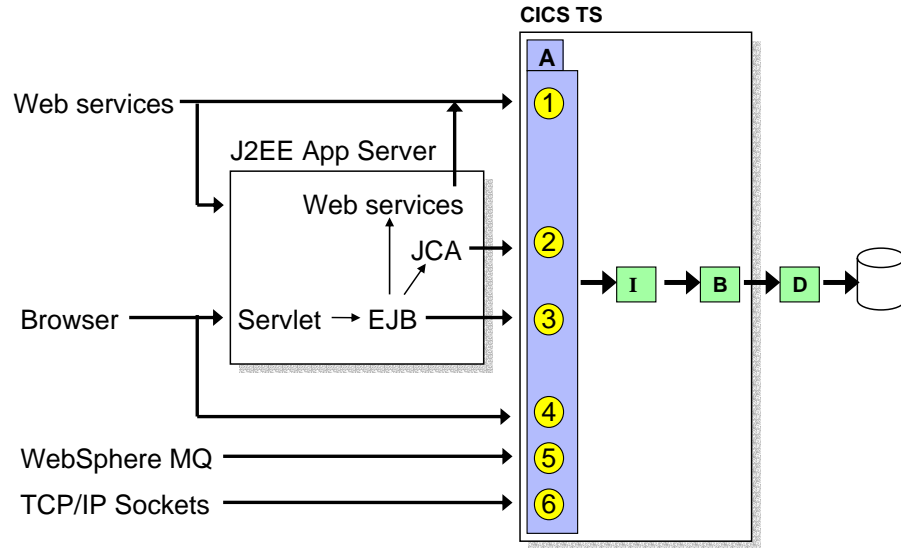 CICS TS
A
Web services
1
J2EE App Server
Web services
JCA
2
I
B
D
Browser
Servlet
EJB
3
4
WebSphere MQ
5
TCP/IP Sockets
6